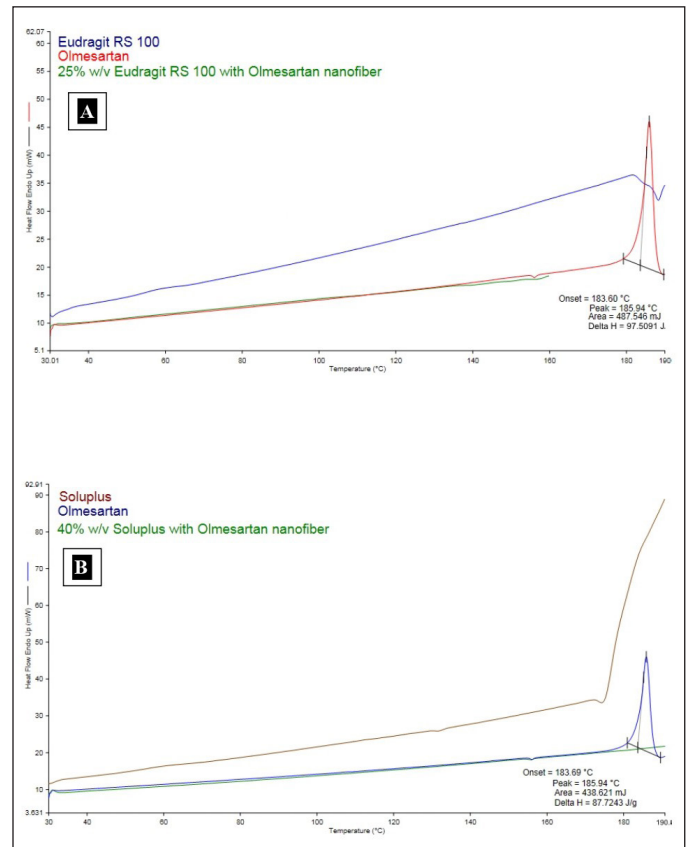 62.07
60
55
50
45
40
35
30
25
20
15
10
5.1
Heat Flow Endo Up (mW)
Eudragit RS 100
Olmesartan
25% w/v Eudragit RS 100 with Olmesartan nanofiber
A
Onset = 183.60 °C
Peak = 185.94 °C
Area = 487.546 mJ
Delta H = 97.5091 J
30.01 40 60 80 100 120 140 160 180 190
Temperature (°C)
92.91
90
80
70
60
50
40
30
20
10
3.631
Heat Flow Endo Up (mW)
Soluplus
Olmesartan
40% w/v Soluplus with Olmesartan nanofiber
B
Onset = 183.69 °C
Peak = 185.94 °C
Area = 438.621 mJ
Delta H = 87.7243 J/g
30 40 60 80 100 120 140 160 180 190.
Temperature (°C)